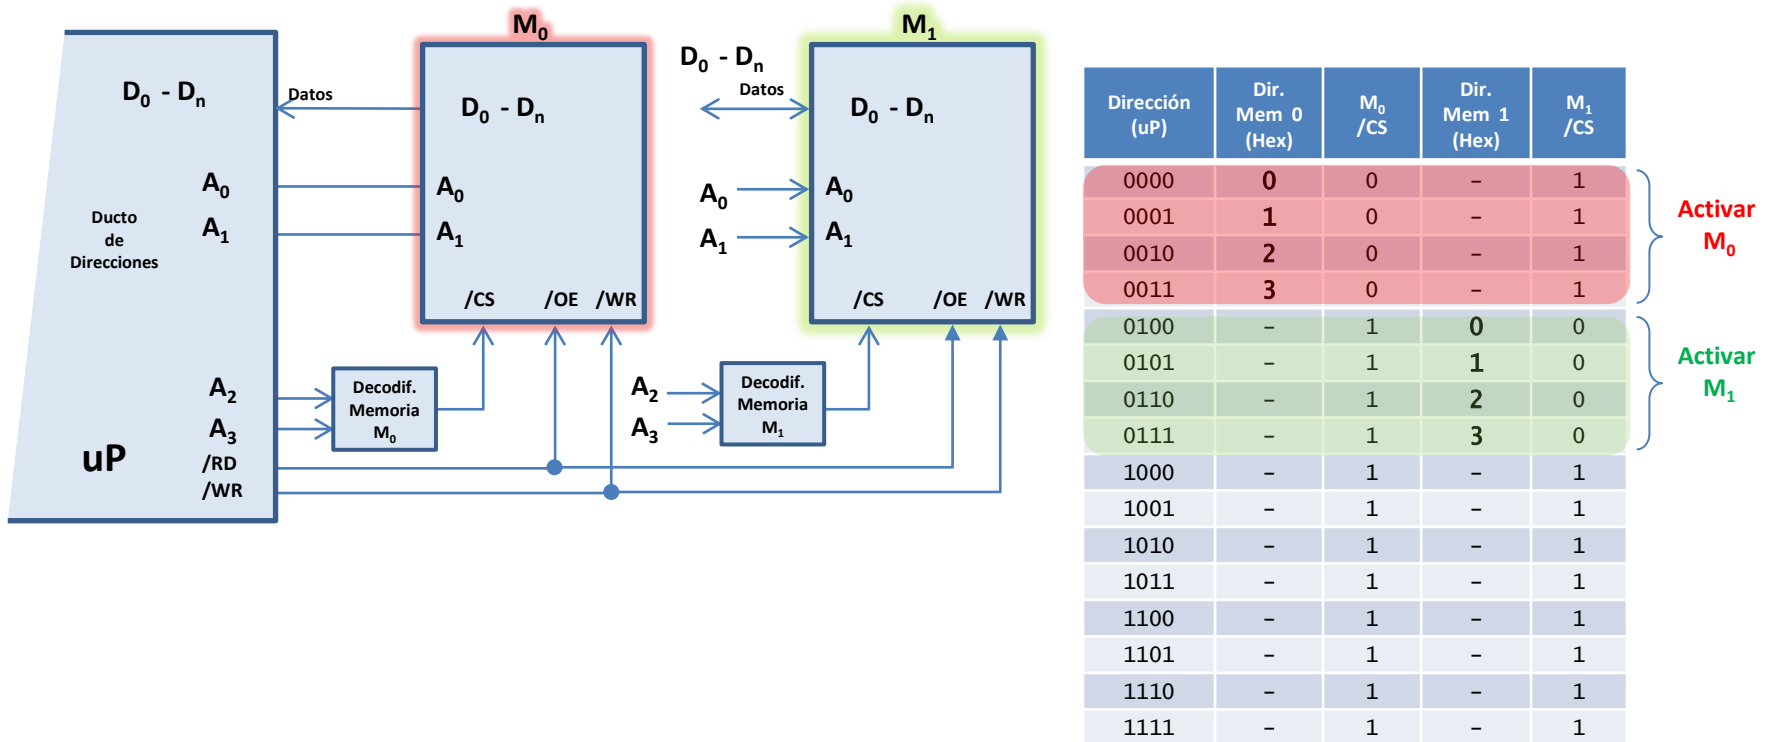 M0
M1
D0 - Dn
D0 - Dn
Datos
D0 - Dn
Datos
D0 - Dn
A0
A0
A0
A0
Ducto
de
Direcciones
A1
A1
A1
A1
/CS /OE /WR
/CS /OE /WR
A2
Decodif.
Memoria
M0
A2
Decodif.
Memoria
M1
A3
A3
uP
/RD
/WR
Dirección (uP) Dir. Mem 0 (Hex) M0 /CS Dir. Mem 1 (Hex) M1 /CS
0000 0 0 – 1
0001 1 0 – 1
0010 2 0 – 1
0011 3 0 – 1
0100 – 1 0 0
0101 – 1 1 0
0110 – 1 2 0
0111 – 1 3 0
1000 – 1 – 1
1001 – 1 – 1
1010 – 1 – 1
1011 – 1 – 1
1100 – 1 – 1
1101 – 1 – 1
1110 – 1 – 1
1111 – 1 – 1
Activar
M0
Activar
M1